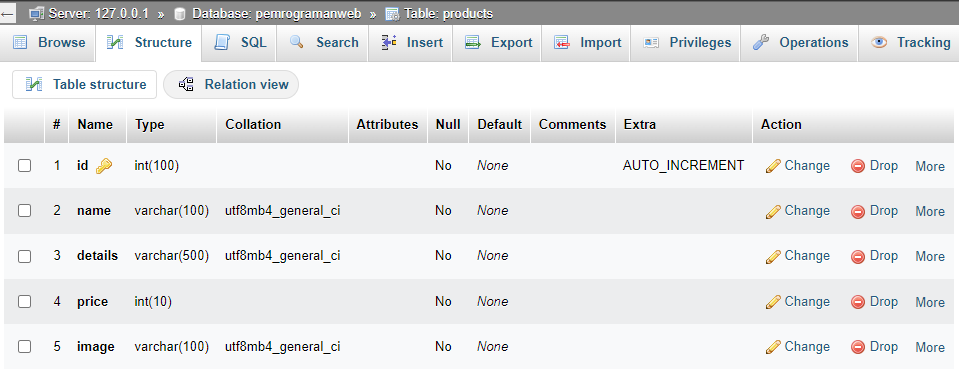 Server: 127.0.0.1 » Database: pemrogramanweb » Table: products
Browse Structure SQL Search Insert Export Import Privileges Operations Tracking
Table structure Relation view
# Name Type Collation Attributes Null Default Comments Extra Action
1 id int(100) No None AUTO_INCREMENT Change Drop More
2 name varchar(100) utf8mb4_general_ci No None Change Drop More
3 details varchar(500) utf8mb4_general_ci No None Change Drop More
4 price int(10) No None Change Drop More
5 image varchar(100) utf8mb4_general_ci No None Change Drop More